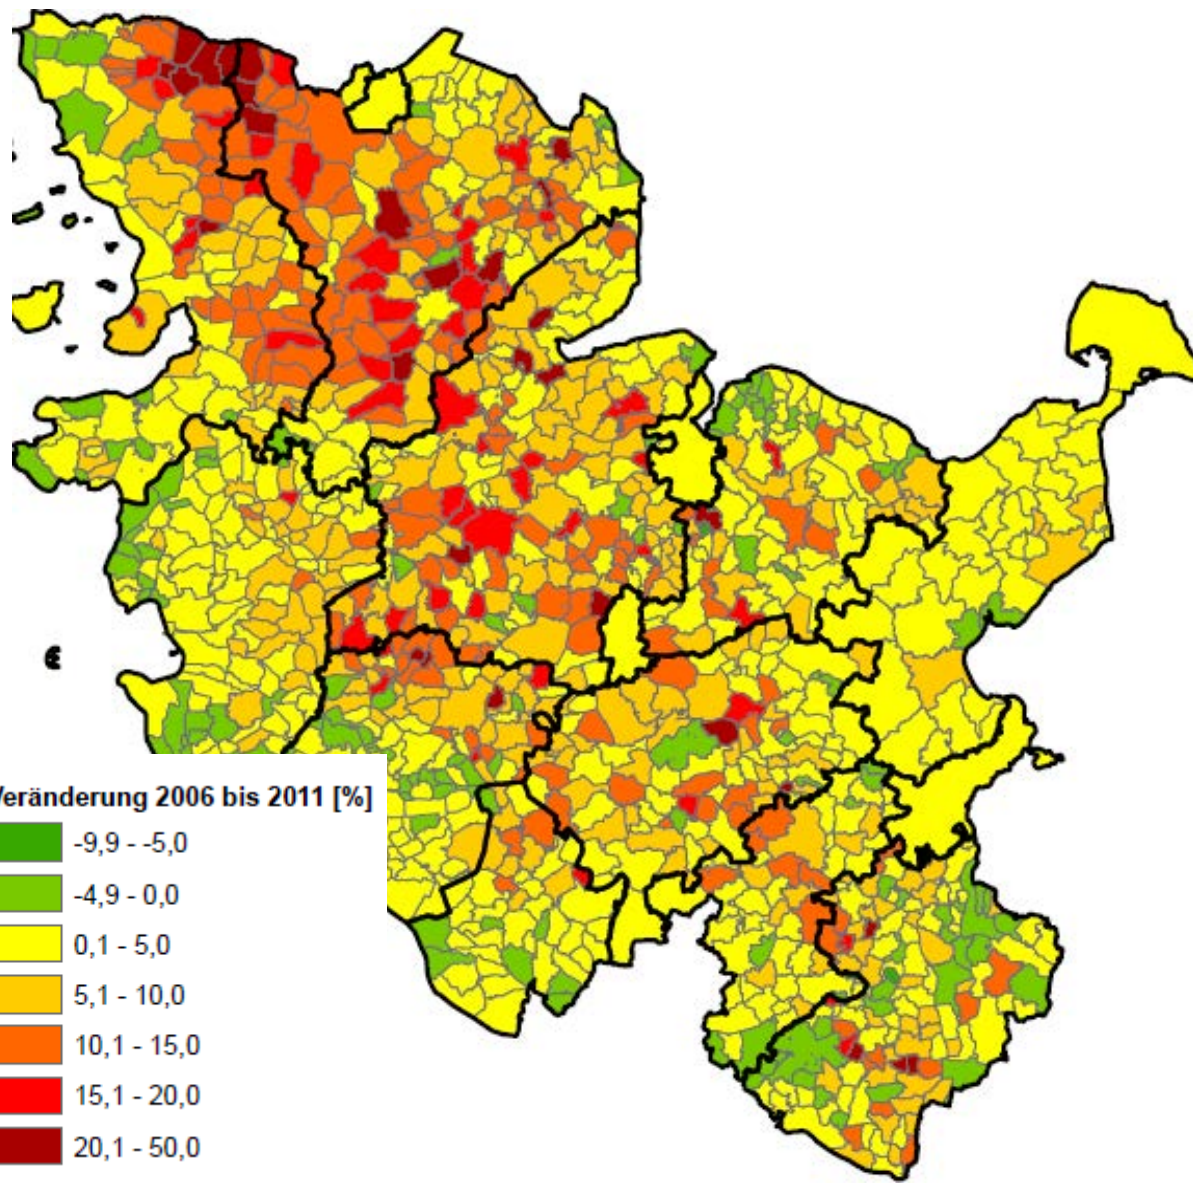 Veränderung 2006 bis 2011 [%]
-9,9 - -5,0
-4,9 - 0,0
0,1 - 5,0
5,1 - 10,0
10,1 - 15,0
15,1 - 20,0
20,1 - 50,0